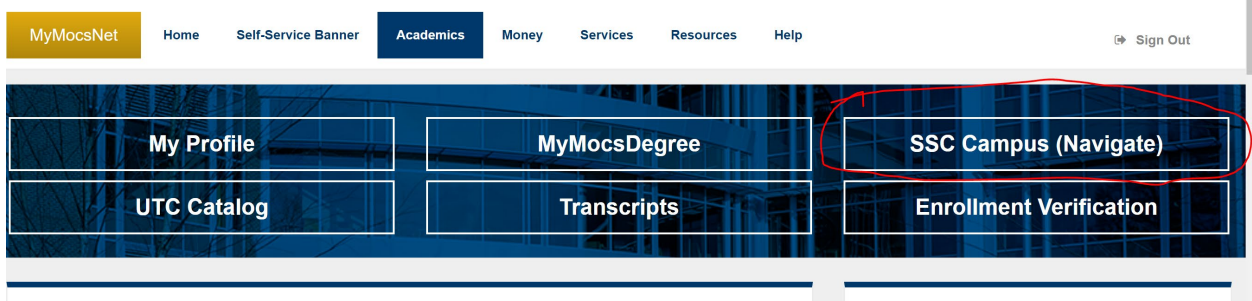 MyMocsNet Home Self-Service Banner Academics Money Services Resources Help Sign Out
My Profile MyMocsDegree SSC Campus (Navigate)
UTC Catalog Transcripts Enrollment Verification